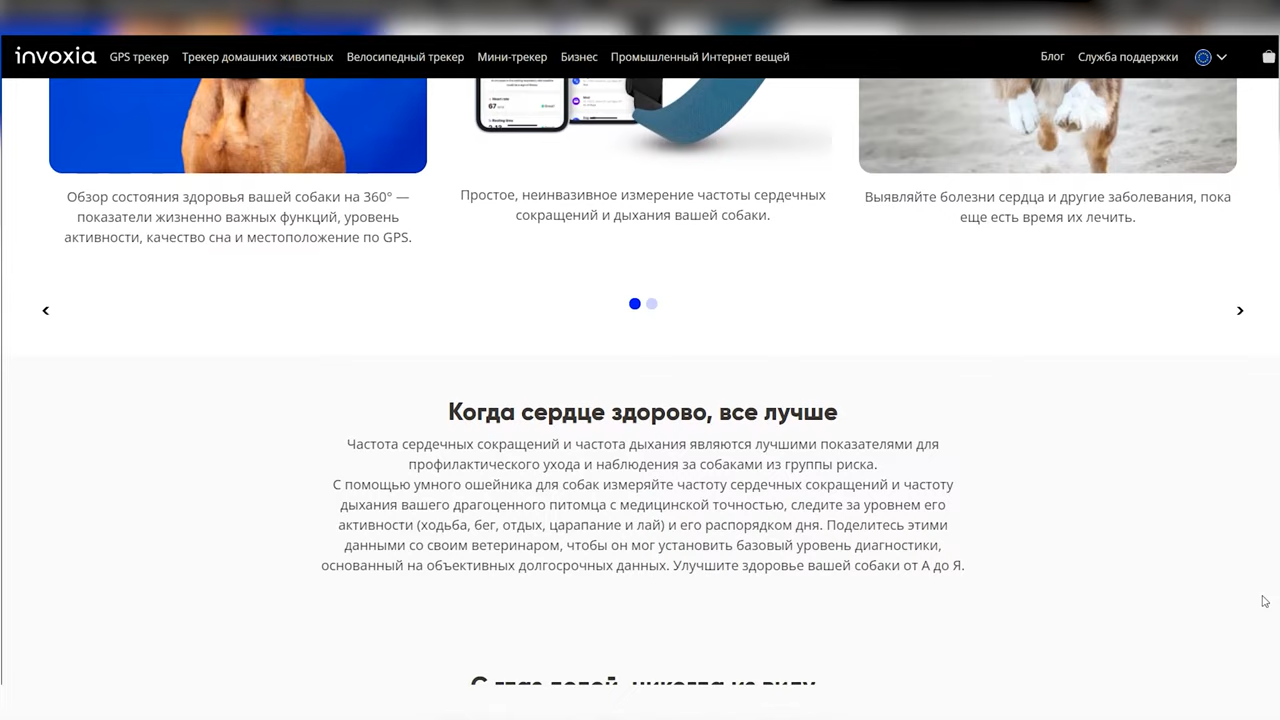 invoxia GPS трекер Трекер домашних животных Велосипедный трекер Мини-трекер Бизнес Промышленный Интернет вещей Блог Служба поддержки
67
Обзор состояния здоровья вашей собаки на 360° —
показатели жизненно важных функций, уровень
активности, качество сна и местоположение по GPS.
Простое, неинвазивное измерение частоты сердечных
сокращений и дыхания вашей собаки.
Выявляйте болезни сердца и другие заболевания, пока
еще есть время их лечить.
Когда сердце здорово, все лучше
Частота сердечных сокращений и частота дыхания являются лучшими показателями для
профилактического ухода и наблюдения за собаками из группы риска.
С помощью умного ошейника для собак измеряйте частоту сердечных сокращений и частоту
дыхания вашего драгоценного питомца с медицинской точностью, следите за уровнем его
активности (ходьба, бег, отдых, царапание и лай) и его распорядком дня. Поделитесь этими
данными со своим ветеринаром, чтобы он мог установить базовый уровень диагностики,
основанный на объективных долгосрочных данных. Улучшите здоровье вашей собаки от А до Я.
С глаз долой, никогда из виду